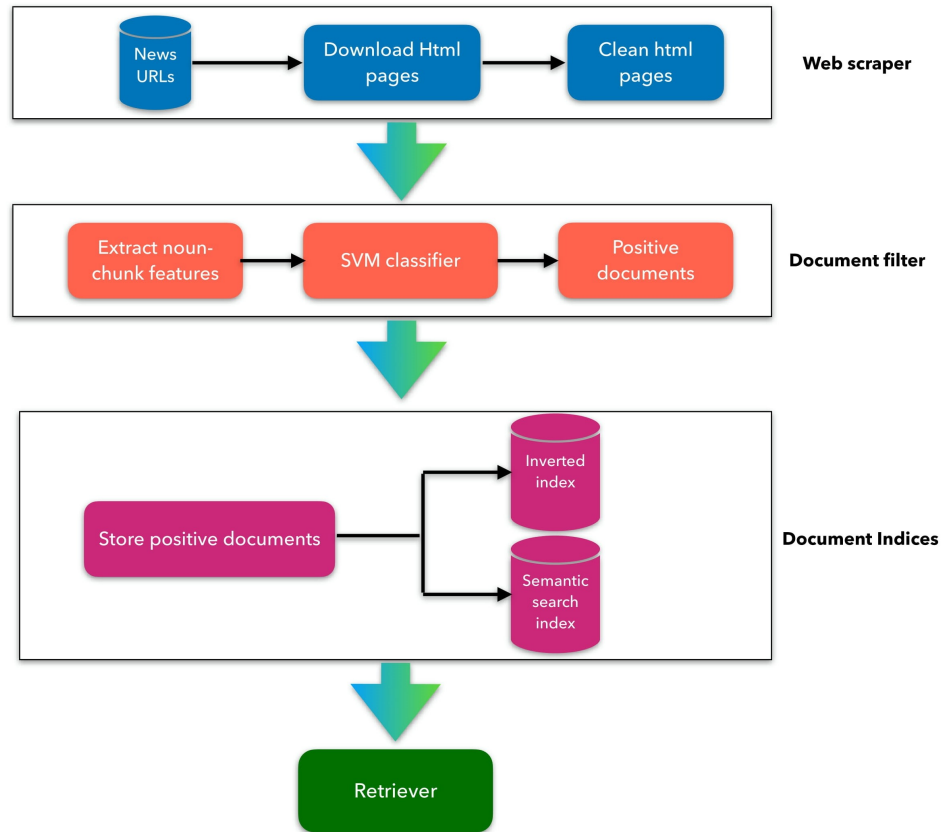 News
URLs
Download Html
pages
Clean html
pages
Web scraper
Extract noun-
chunk features
SVM classifier
Positive
documents
Document filter
Store positive documents
Inverted
index
Semantic
search
index
Document Indices
Retriever